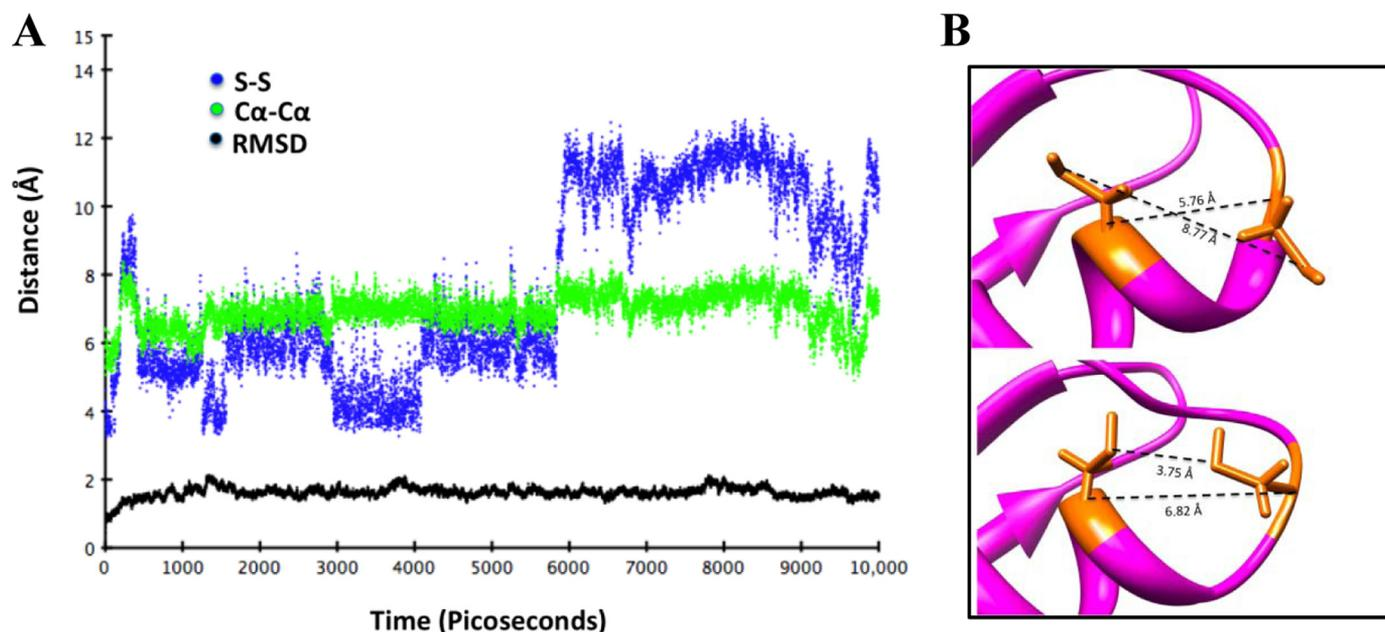 A
15
14
12
10
8
6
4
2
0
Distance (Å)
S-S
Cα-Cα
RMSD
0 1000 2000 3000 4000 5000 6000 7000 8000 9000 10,000
Time (Picoseconds)
B
5.76 Å
8.77 Å
3.75 Å
6.82 Å